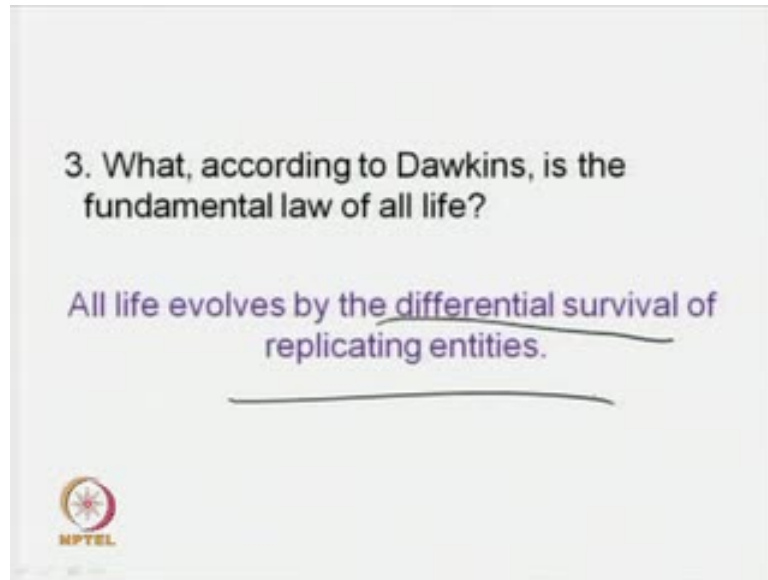 3. What, according to Dawkins, is the
fundamental law of all life?
All life evolves by the differential survival of
replicating entities.
NPTEL